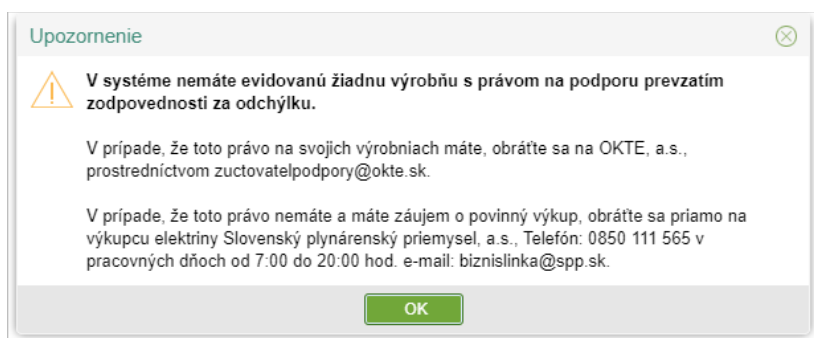 Upozornenie
V systéme nemáte evidovanú žiadnu výrobňu s právom na podporu prevzatím
zodpovednosti za odchýlku.
V prípade, že toto právo na svojich výrobniach máte, obráťte sa na OKTE, a.s.,
prostredníctvom zuctovatelpodpory@okte.sk.
V prípade, že toto právo nemáte a máte záujem o povinný výkup, obráťte sa priamo na
výkupcu elektriny Slovenský plynárenský priemysel, a.s., Telefón: 0850 111 565 v
pracovných dňoch od 7:00 do 20:00 hod. e-mail: biznislinka@spp.sk.
OK